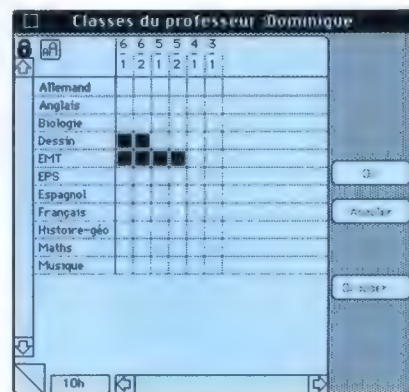 Classes du professeur Dominique
6 6 5 5 4 3
1 2 1 2 1 1
Allemand
Anglais
Biologie
Dessin
EMT
EPS
Espagnol
Français
Histoire-géo
Maths
Musique
Annuler
10h